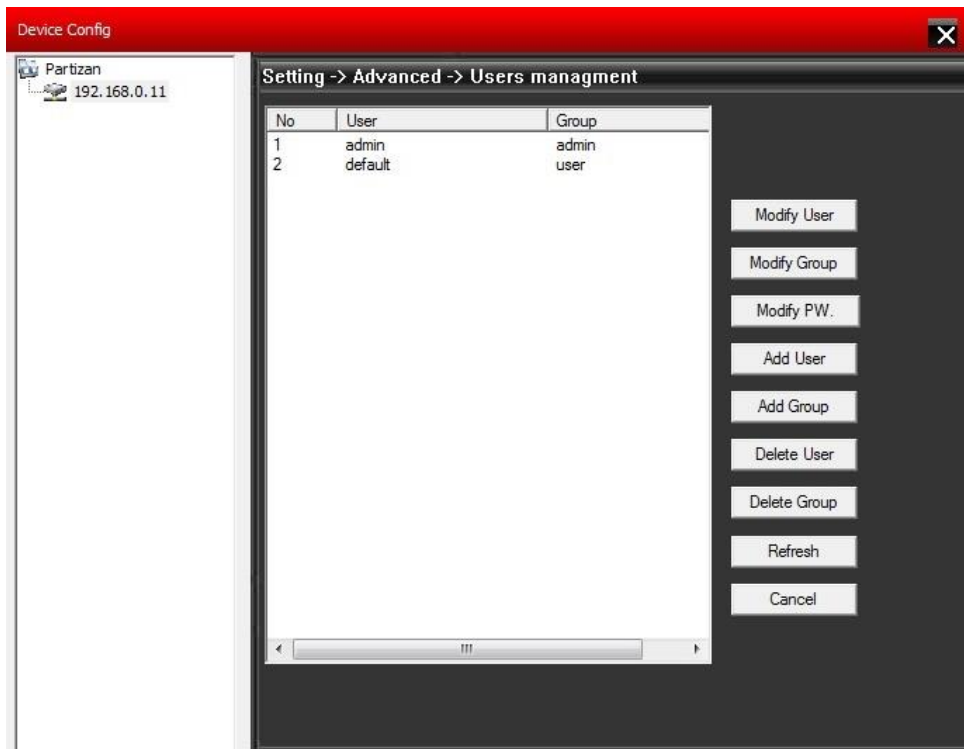 Device Config
Partizan
192.168.0.11
Setting -> Advanced -> Users managment
No User Group
1 admin admin
2 default user
Modify User
Modify Group
Modify PW.
Add User
Add Group
Delete User
Delete Group
Refresh
Cancel